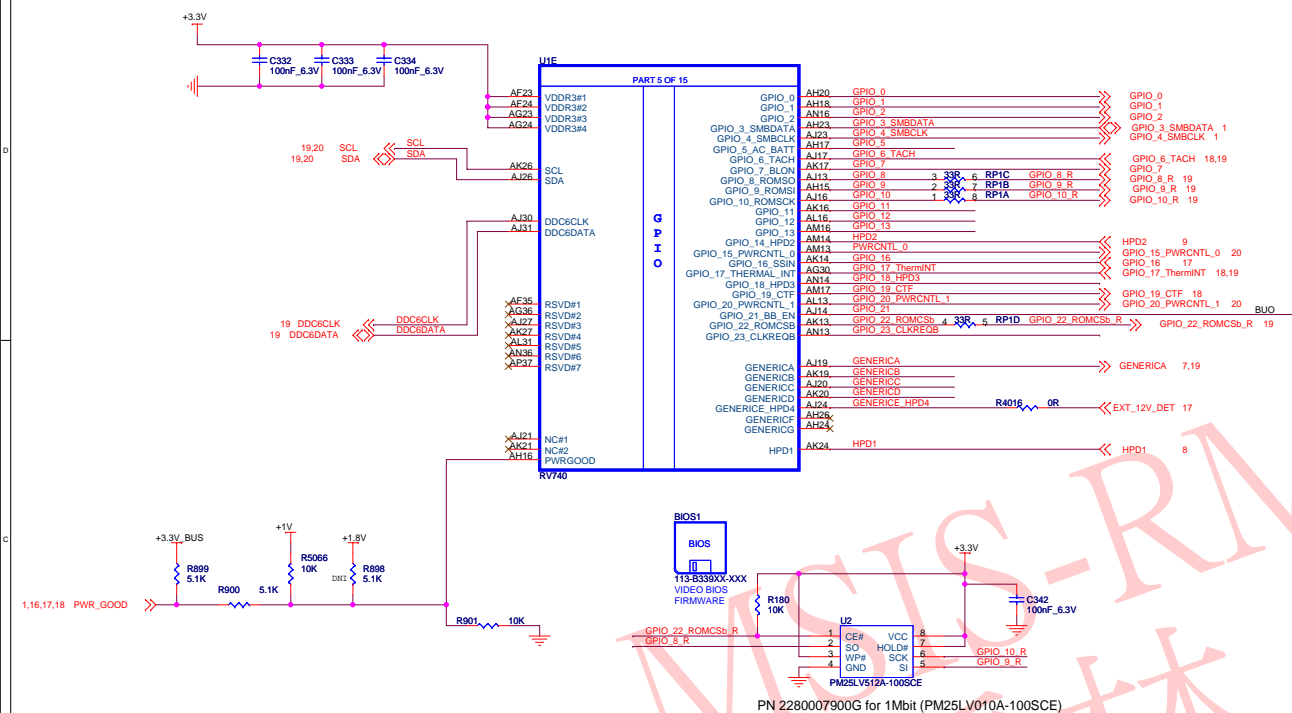 +3.3V
C332
100nF_6.3V
C333
100nF_6.3V
C334
100nF_6.3V
U1E
PART 5 OF 15
AF23 VDDR3#1
AF24 VDDR3#2
AG23 VDDR3#3
AG24 VDDR3#4
19,20 SCL SCL AK26 SCL
19,20 SDA SDA AJ26 SDA
AJ30 DDC6CLK
AJ31 DDC6DATA
19 DDC6CLK DDC6CLK
19 DDC6DATA DDC6DATA
AF35 RSVD#1
AG36 RSVD#2
AJ27 RSVD#3
AK27 RSVD#4
AL31 RSVD#5
AN36 RSVD#6
AP37 RSVD#7
AJ21 NC#1
AK21 NC#2
AH16 PWRGOOD
RV740
GPIO
GPIO_0 AH20 GPIO_0 GPIO_0
GPIO_1 AH18 GPIO_1 GPIO_1
GPIO_2 AN16 GPIO_2 GPIO_2
GPIO_3_SMBDATA AH23 GPIO_3_SMBDATA GPIO_3_SMBDATA 1
GPIO_4_SMBCLK AJ23 GPIO_4_SMBCLK GPIO_4_SMBCLK 1
GPIO_5_AC_BATT AH17 GPIO_5
GPIO_6_TACH AJ17 GPIO_6_TACH GPIO_6_TACH 18,19
GPIO_7_BLON AK17 GPIO_7 GPIO_7
GPIO_8_ROMSO AJ13 GPIO_8 3 33R 6 RP1C GPIO_8_R GPIO_8_R 19
GPIO_9_ROMSI AH15 GPIO_9 2 33R 7 RP1B GPIO_9_R GPIO_9_R 19
GPIO_10_ROMSCK AJ16 GPIO_10 1 33R 8 RP1A GPIO_10_R GPIO_10_R 19
GPIO_11 AK16 GPIO_11
GPIO_12 AL16 GPIO_12
GPIO_13 AM16 GPIO_13
GPIO_14_HPD2 AM14 HPD2 HPD2 9
GPIO_15_PWRCNTL_0 AM13 PWRCNTL_0 GPIO_15_PWRCNTL_0 20
GPIO_16_SSIN AK14 GPIO_16 GPIO_16 17
GPIO_17_THERMAL_INT AG30 GPIO_17_ThermINT GPIO_17_ThermINT 18,19
GPIO_18_HPD3 AN14 GPIO_18_HPD3
GPIO_19_CTF AM17 GPIO_19_CTF GPIO_19_CTF 18
GPIO_20_PWRCNTL_1 AL13 GPIO_20_PWRCNTL_1 GPIO_20_PWRCNTL_1 20
GPIO_21_BB_EN AJ14 GPIO_21 BUO
GPIO_22_ROMCSB AK13 GPIO_22_ROMCSb 4 33R 5 RP1D GPIO_22_ROMCSb_R GPIO_22_ROMCSb_R 19
GPIO_23_CLKREQB AN13 GPIO_23_CLKREQB
GENERICA AJ19 GENERICA GENERICA 7,19
GENERICB AK19 GENERICB
GENERICC AJ20 GENERICC
GENERICD AK20 GENERICD
GENERICE_HPD4 AJ24 GENERICE_HPD4 R4016 0R EXT_12V_DET 17
GENERICF AH26
GENERICG AH24
HPD1 AK24 HPD1 HPD1 8
D
C
+3.3V_BUS
R899
5.1K
+1V
R5066
10K
+1.8V
DNI R898
5.1K
1,16,17,18 PWR_GOOD
R900 5.1K
R901 10K
BIOS1
BIOS
113-B339XX-XXX
VIDEO BIOS
FIRMWARE
+3.3V
R180
10K
C342
100nF_6.3V
U2
GPIO_22_ROMCSb_R 1 CE# VCC 8
GPIO_8_R 2 SO HOLD# 7
3 WP# SCK 6 GPIO_10_R
4 GND SI 5 GPIO_9_R
PM25LV512A-100SCE
PN 2280007900G for 1Mbit (PM25LV010A-100SCE)